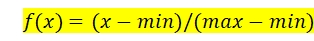 f(x) = (x − min)/(max − min)